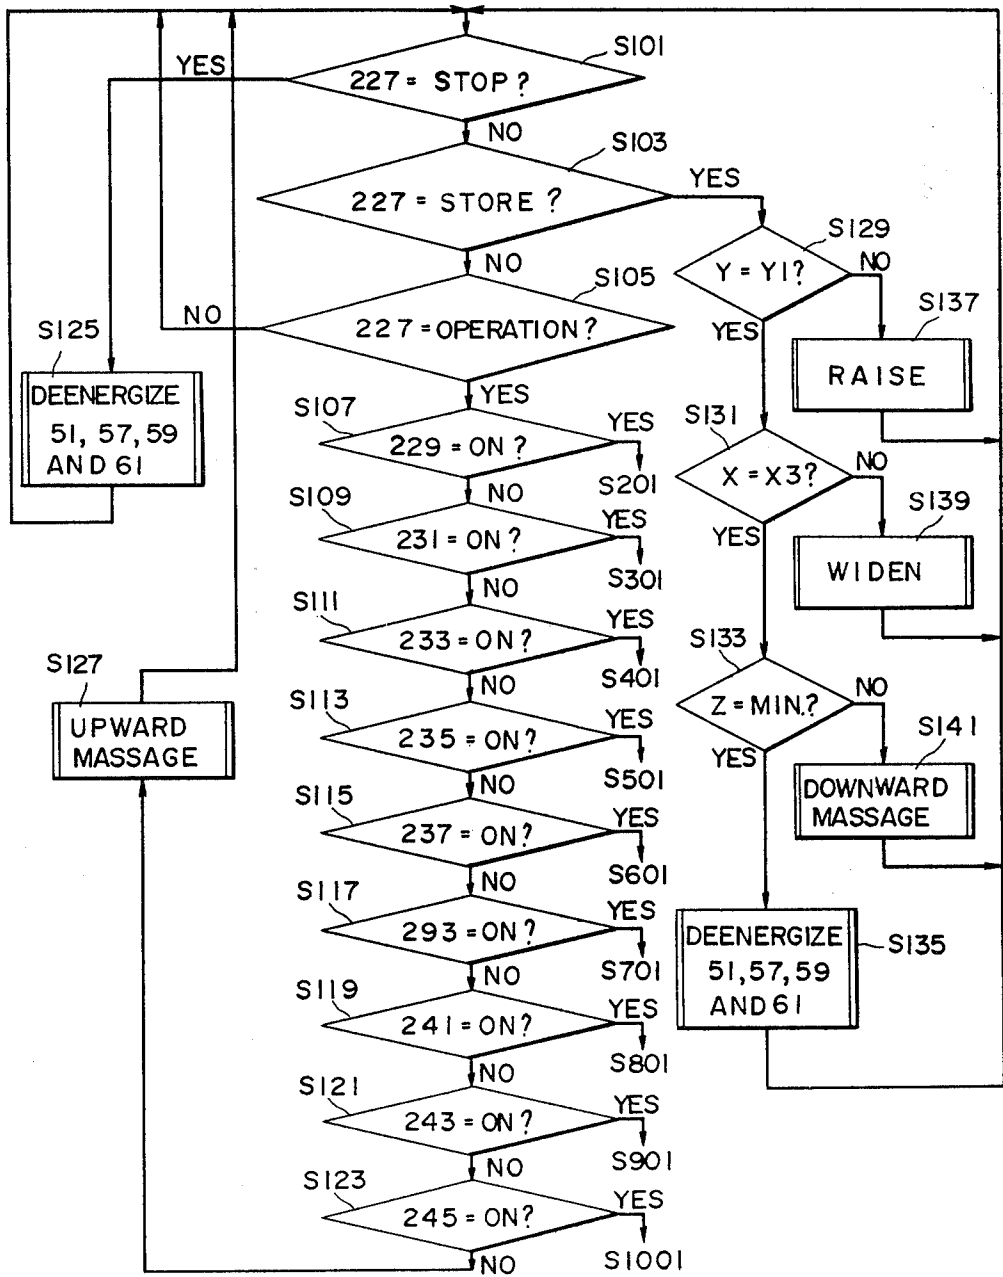 S101
YES
227 = STOP ?
NO
S103
227 = STORE ?
YES
NO
S129
Y = Y1?
NO
YES
S105
NO
227 = OPERATION ?
YES
S125
DEENERGIZE
51, 57, 59
AND 61
S137
RAISE
S107
229 = ON ?
YES
S201
NO
S131
X = X3?
NO
YES
S109
231 = ON ?
YES
S301
NO
S139
WIDEN
S111
233 = ON ?
YES
S401
NO
S133
Z = MIN.?
NO
YES
S127
UPWARD
MASSAGE
S113
235 = ON ?
YES
S501
NO
S141
DOWNWARD
MASSAGE
S115
237 = ON ?
YES
S601
NO
S117
293 = ON ?
YES
S701
NO
S135
DEENERGIZE
51, 57, 59
AND 61
S119
241 = ON ?
YES
S801
NO
S121
243 = ON ?
YES
S901
NO
S123
245 = ON ?
YES
S1001
NO